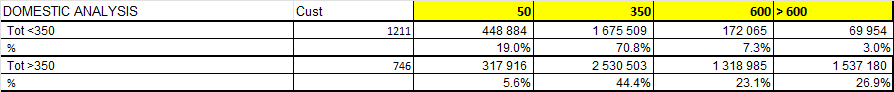 DOMESTIC ANALYSIS Cust 50 350 600 > 600
Tot <350 1211 448 884 1 675 509 172 065 69 954
% 19.0% 70.8% 7.3% 3.0%
Tot >350 746 317 916 2 530 503 1 318 985 1 537 180
% 5.6% 44.4% 23.1% 26.9%